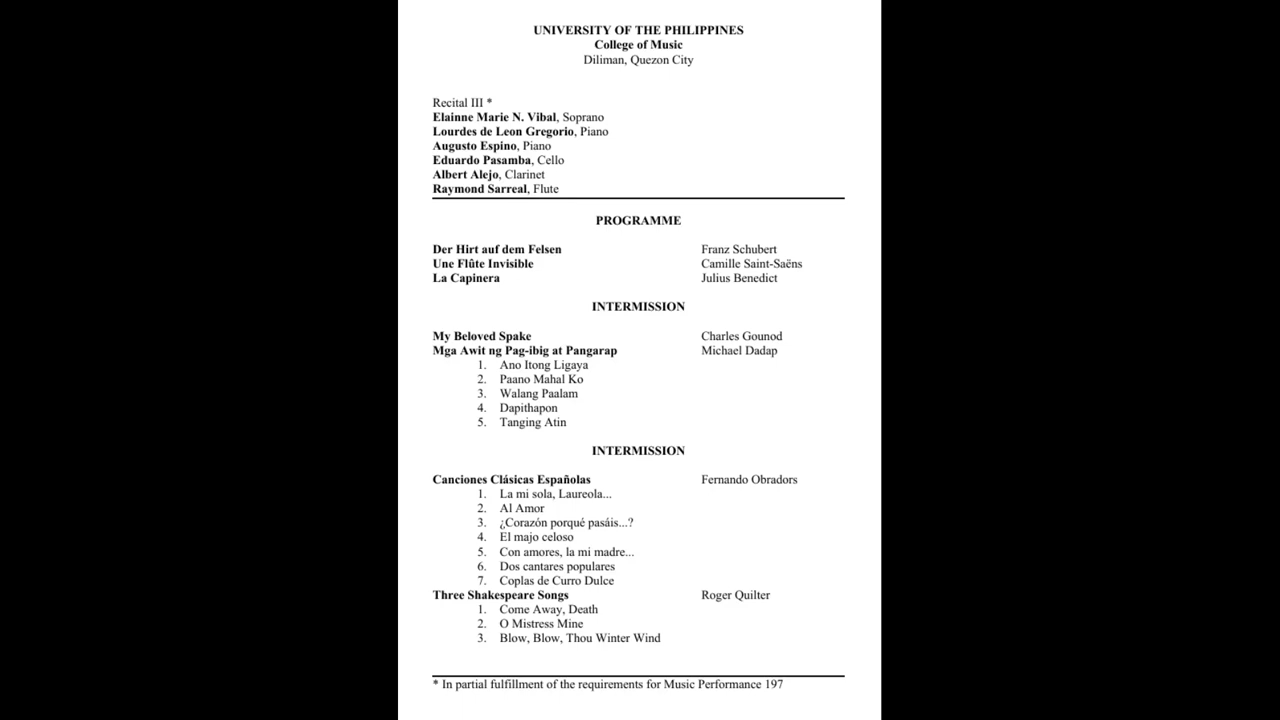 UNIVERSITY OF THE PHILIPPINES
College of Music
Diliman, Quezon City
Recital III *
Elainne Marie N. Vibal, Soprano
Lourdes de Leon Gregorio, Piano
Augusto Espino, Piano
Eduardo Pasamba, Cello
Albert Alejo, Clarinet
Raymond Sarreal, Flute
PROGRAMME
Der Hirt auf dem Felsen Franz Schubert
Une Flûte Invisible Camille Saint-Saëns
La Capinera Julius Benedict
INTERMISSION
My Beloved Spake Charles Gounod
Mga Awit ng Pag-ibig at Pangarap Michael Dadap
1. Ano Itong Ligaya
2. Paano Mahal Ko
3. Walang Paalam
4. Dapithapon
5. Tanging Atin
INTERMISSION
Canciones Clásicas Españolas Fernando Obradors
1. La mi sola, Laureola...
2. Al Amor
3. ¿Corazón porqué pasáis...?
4. El majo celoso
5. Con amores, la mi madre...
6. Dos cantares populares
7. Coplas de Curro Dulce
Three Shakespeare Songs Roger Quilter
1. Come Away, Death
2. O Mistress Mine
3. Blow, Blow, Thou Winter Wind
* In partial fulfillment of the requirements for Music Performance 197